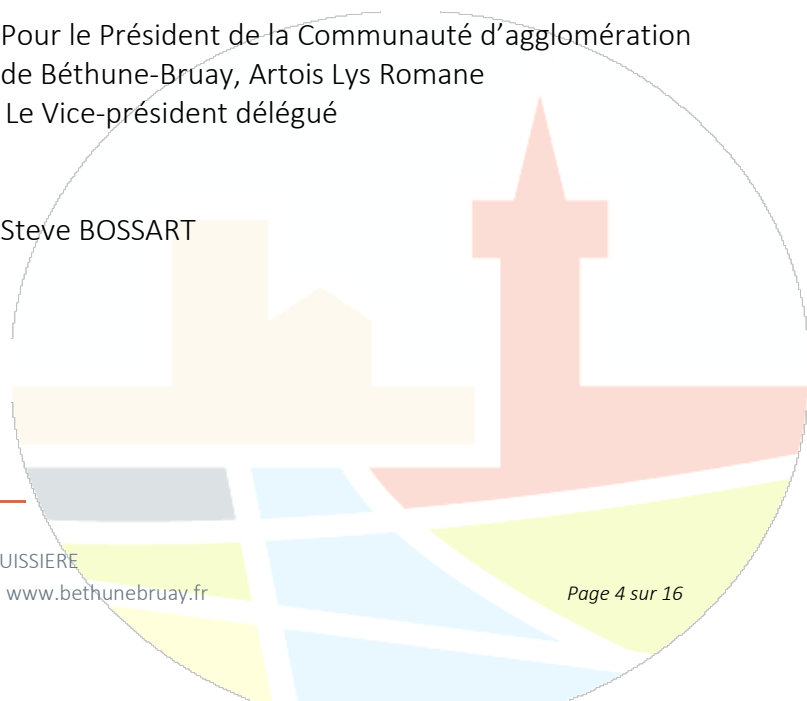 Pour le Président de la Communauté d’agglomération
de Béthune-Bruay, Artois Lys Romane
Le Vice-président délégué
Steve BOSSART
UISSIERE
www.bethunebruay.fr
Page 4 sur 16